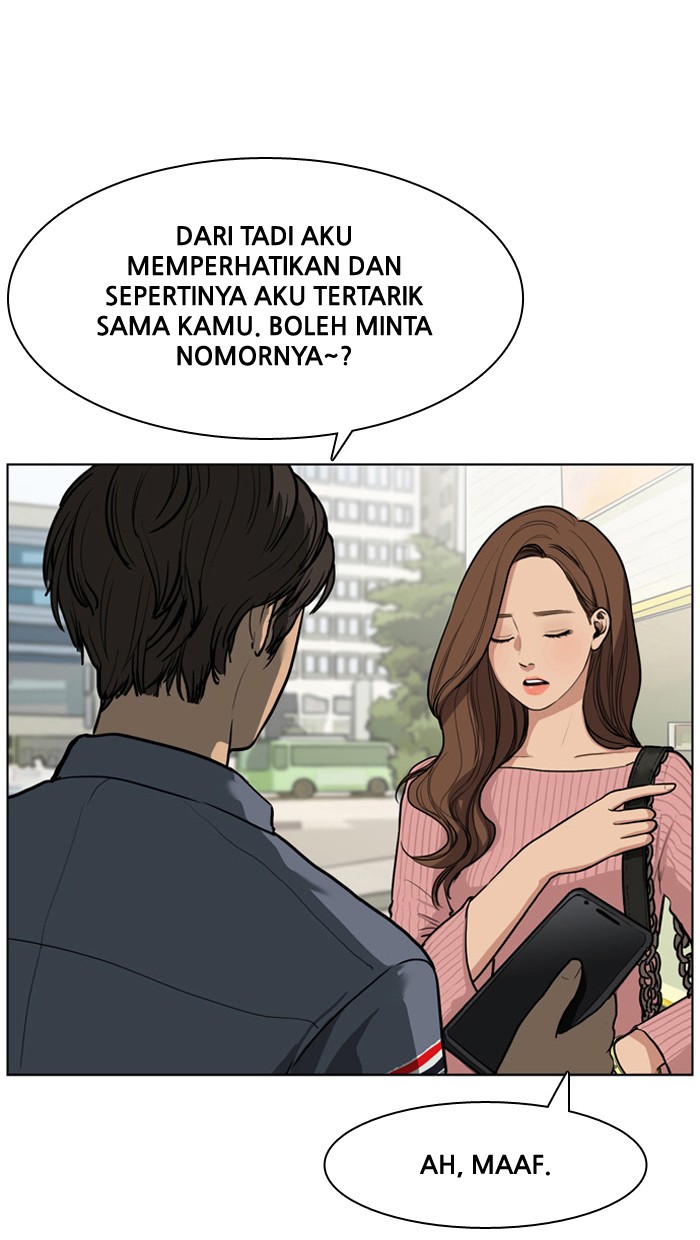 DARI TADI AKU
MEMPERHATIKAN DAN
SEPERTINYA AKU TERTARIK
SAMA KAMU. BOLEH MINTA
NOMORNYA~?
AH, MAAF.